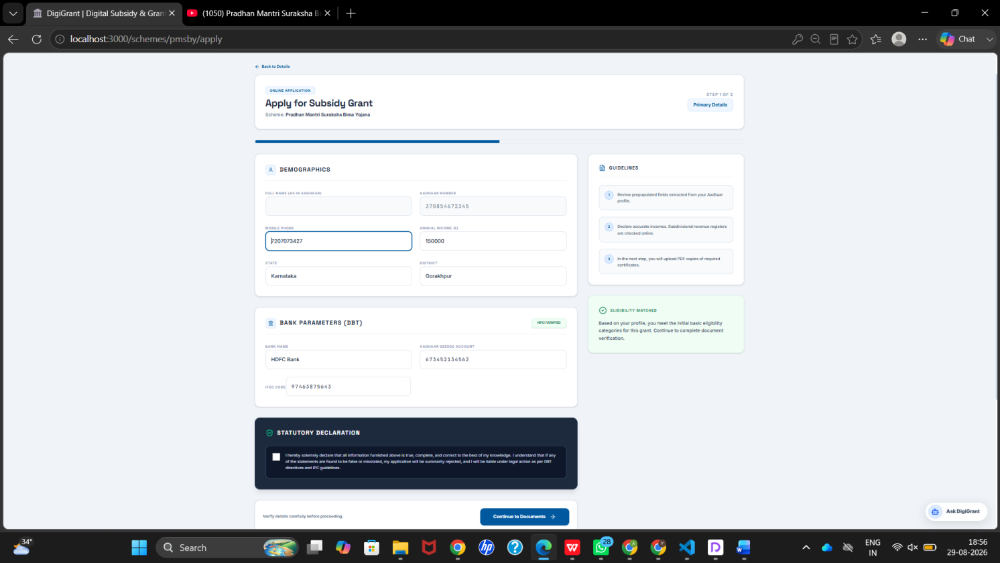 DigiGrant | Digital Subsidy & Grant
(1050) Pradhan Mantri Suraksha B
localhost:3000/schemes/pmsby/apply
Chat
Back to Details
ONLINE APPLICATION
Apply for Subsidy Grant
Scheme: Pradhan Mantri Suraksha Bima Yojana
STEP 1 OF 2
Primary Details
DEMOGRAPHICS
FULL NAME (AS IN AADHAAR)
AADHAAR NUMBER
370854672345
MOBILE PHONE
7207073427
ANNUAL INCOME (₹)
150000
STATE
Karnataka
DISTRICT
Gorakhpur
BANK PARAMETERS (DBT)
NPCI VERIFIED
BANK NAME
HDFC Bank
AADHAAR SEEDED ACCOUNT
673452134562
IFSC CODE
97463875643
STATUTORY DECLARATION
I hereby solemnly declare that all information furnished above is true, complete, and correct to the best of my knowledge. I understand that if any
of the statements are found to be false or misstated, my application will be summarily rejected, and I will be liable under legal action as per DBT
directives and IPC guidelines.
Verify details carefully before proceeding.
Continue to Documents
GUIDELINES
1
Review prepopulated fields extracted from your Aadhaar
profile.
2
Declare accurate incomes. Subdivisional revenue registers
are checked online.
3
In the next step, you will upload PDF copies of required
certificates.
ELIGIBILITY MATCHED
Based on your profile, you meet the initial basic eligibility
categories for this grant. Continue to complete document
verification.
Ask DigiGrant
34°
Search
28
ENG
IN
18:56
29-08-2026